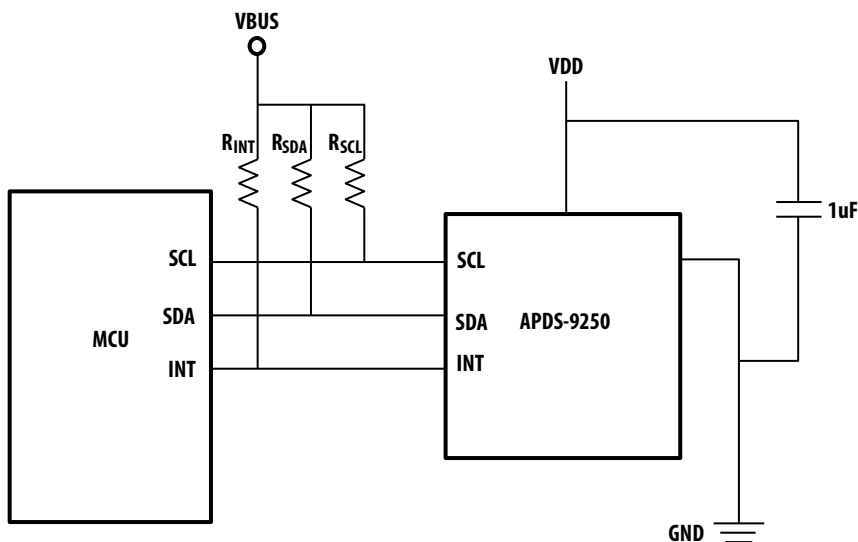 VBUS
VDD
RINT RSDA RSCL
1uF
SCL SCL
SDA SDA
MCU APDS-9250
INT INT
GND